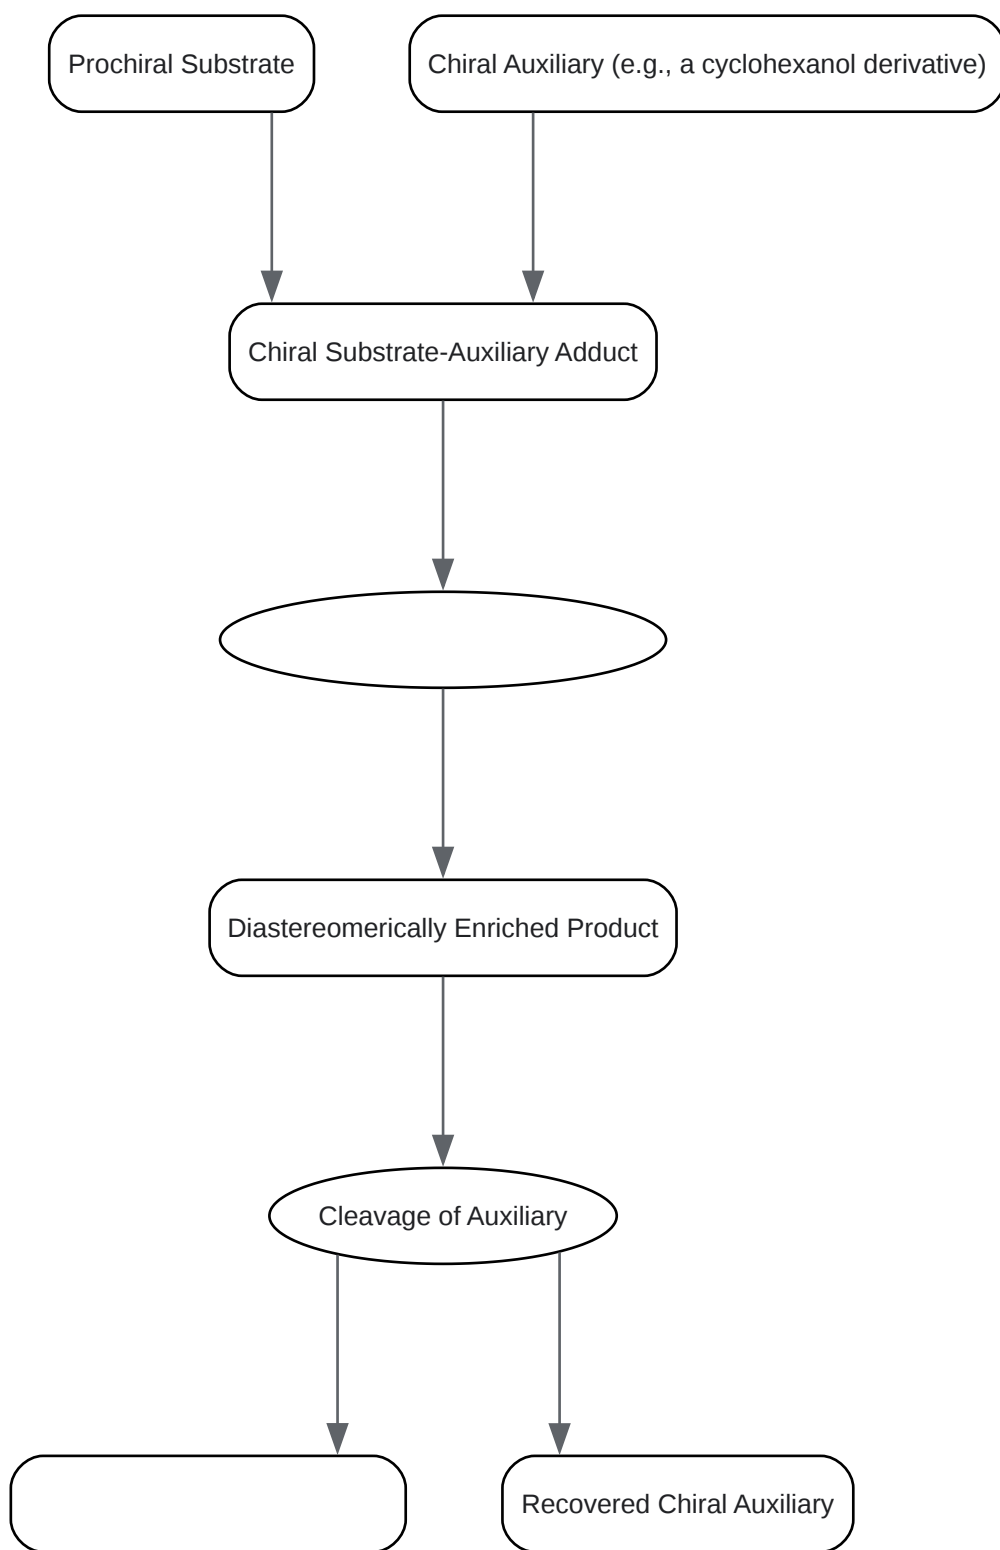 Prochiral Substrate
Chiral Auxiliary (e.g., a cyclohexanol derivative)
Chiral Substrate-Auxiliary Adduct
Diastereomerically Enriched Product
Cleavage of Auxiliary
Recovered Chiral Auxiliary